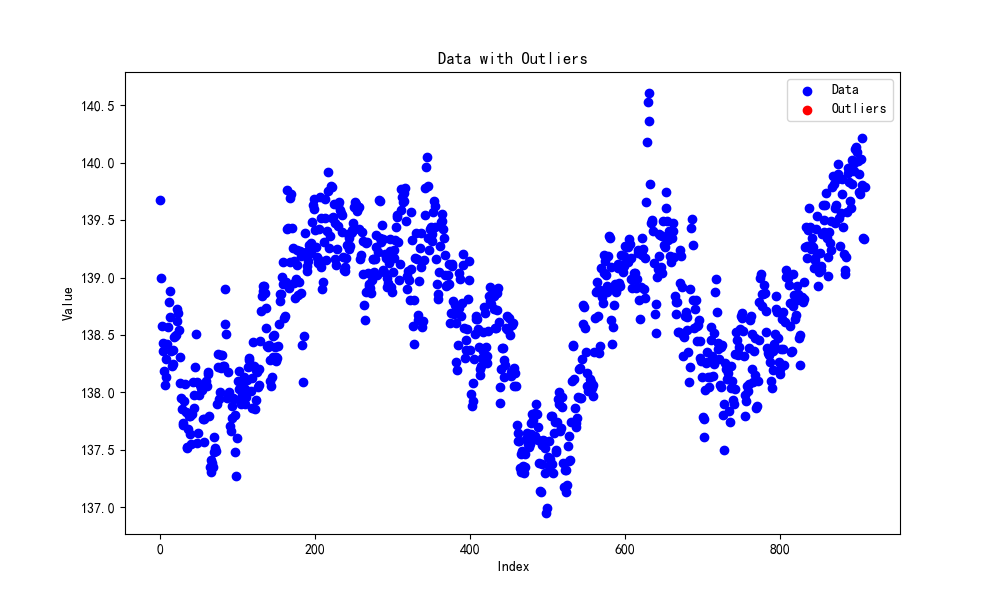 Data with Outliers
Data
Outliers
140.5
140.0
139.5
139.0
138.5
138.0
137.5
137.0
Value
0 200 400 600 800
Index